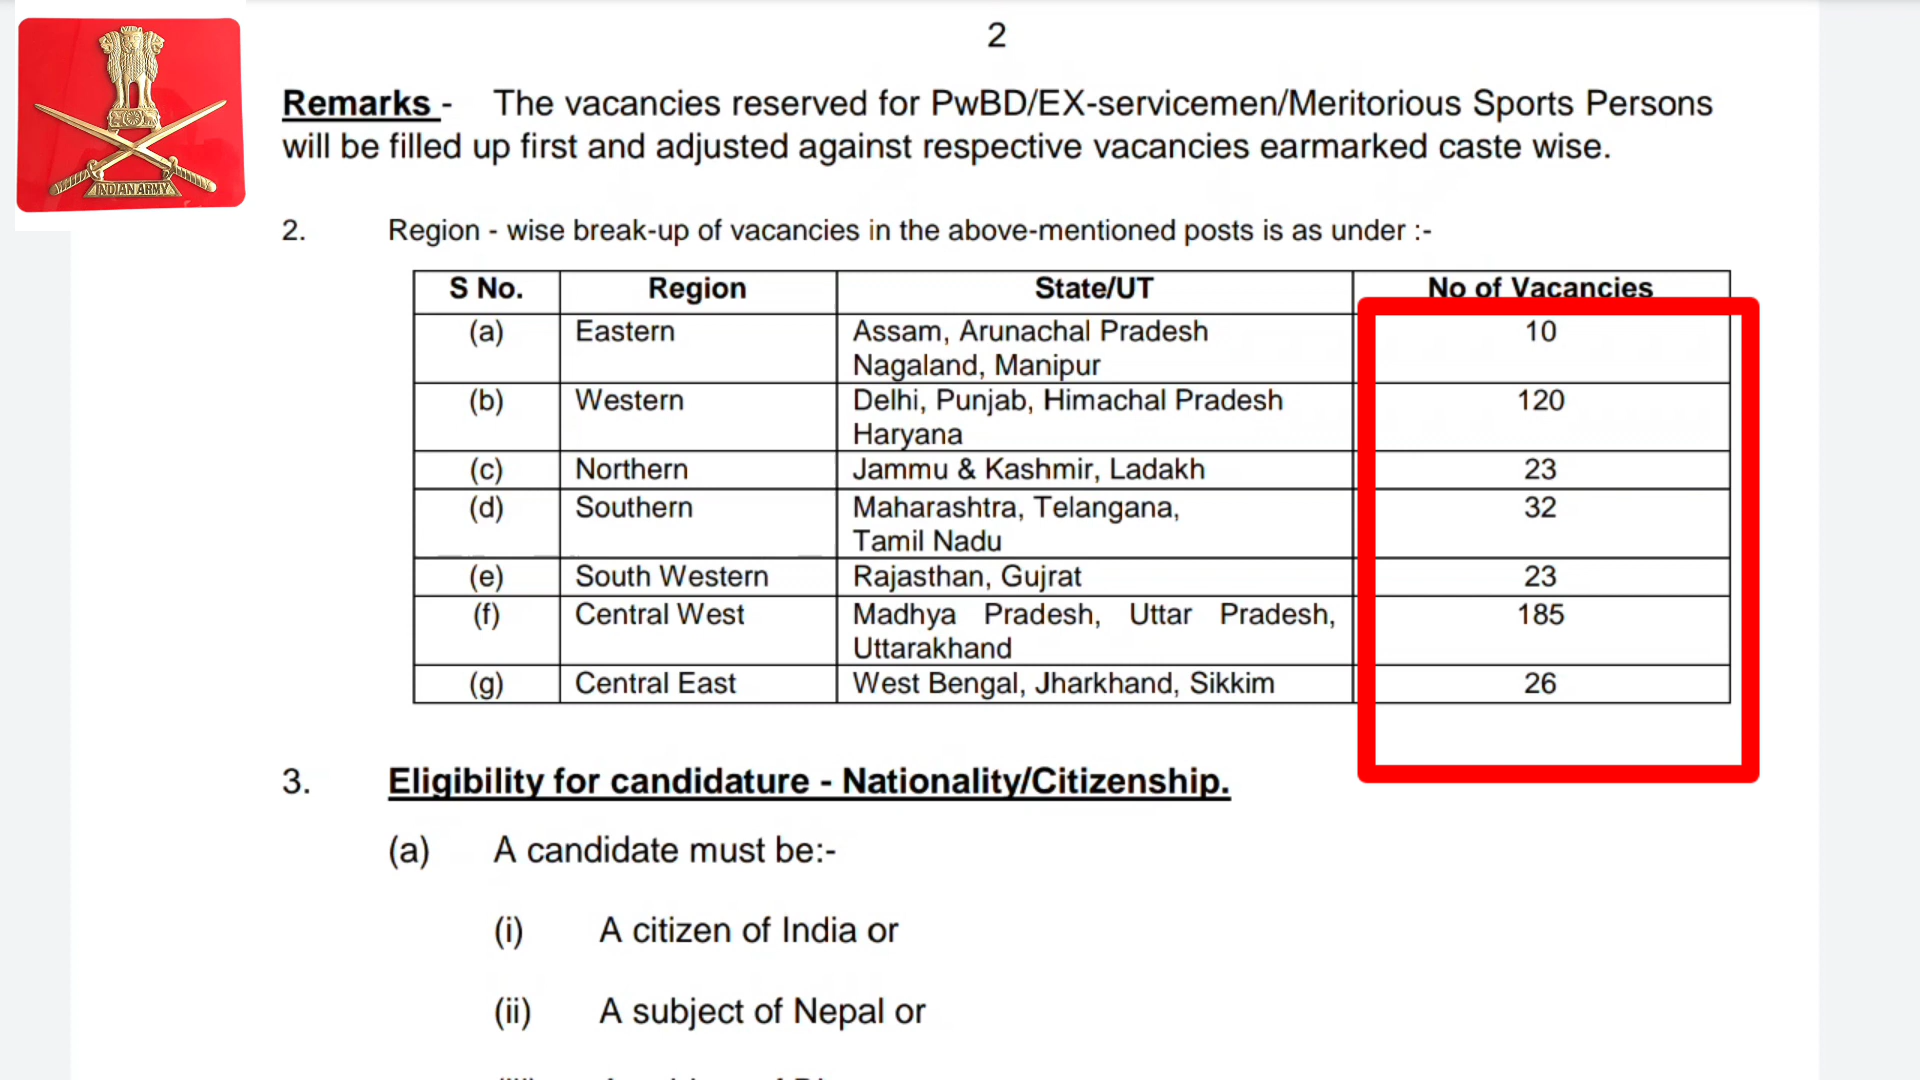 INDIAN ARMY
2
Remarks - The vacancies reserved for PwBD/EX-servicemen/Meritorious Sports Persons
will be filled up first and adjusted against respective vacancies earmarked caste wise.
2. Region - wise break-up of vacancies in the above-mentioned posts is as under :-
S No. Region State/UT No of Vacancies
(a) Eastern Assam, Arunachal Pradesh 10
Nagaland, Manipur
(b) Western Delhi, Punjab, Himachal Pradesh 120
Haryana
(c) Northern Jammu & Kashmir, Ladakh 23
(d) Southern Maharashtra, Telangana, 32
Tamil Nadu
(e) South Western Rajasthan, Gujrat 23
(f) Central West Madhya Pradesh, Uttar Pradesh, 185
Uttarakhand
(g) Central East West Bengal, Jharkhand, Sikkim 26
3. Eligibility for candidature - Nationality/Citizenship.
(a) A candidate must be:-
(i) A citizen of India or
(ii) A subject of Nepal or